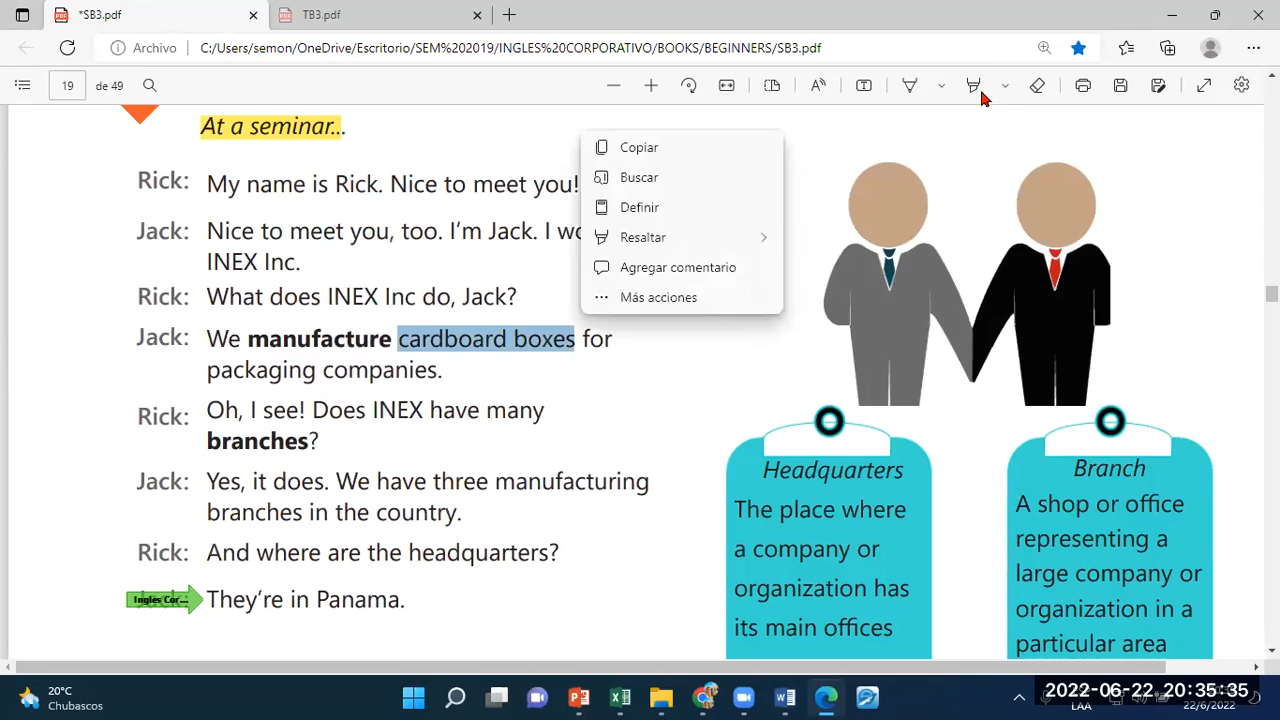 *SB3.pdf
TB3.pdf
Archivo
C:/Users/semon/OneDrive/Escritorio/SEM%202019/INGLES%20CORPORATIVO/BOOKS/BEGINNERS/SB3.pdf
19 de 49
At a seminar...
Rick: My name is Rick. Nice to meet you!
Jack: Nice to meet you, too. I'm Jack. I wo
INEX Inc.
Rick: What does INEX Inc do, Jack?
Jack: We manufacture cardboard boxes for
packaging companies.
Rick: Oh, I see! Does INEX have many
branches?
Jack: Yes, it does. We have three manufacturing
branches in the country.
Rick: And where are the headquarters?
Ingles Cor...
They're in Panama.
Copiar
Buscar
Definir
Resaltar
Agregar comentario
Más acciones
Headquarters
The place where
a company or
organization has
its main offices
Branch
A shop or office
representing a
large company or
organization in a
particular area
20°C
Chubascos
2022-06-22 20:35:35
LAA
22/6/2022